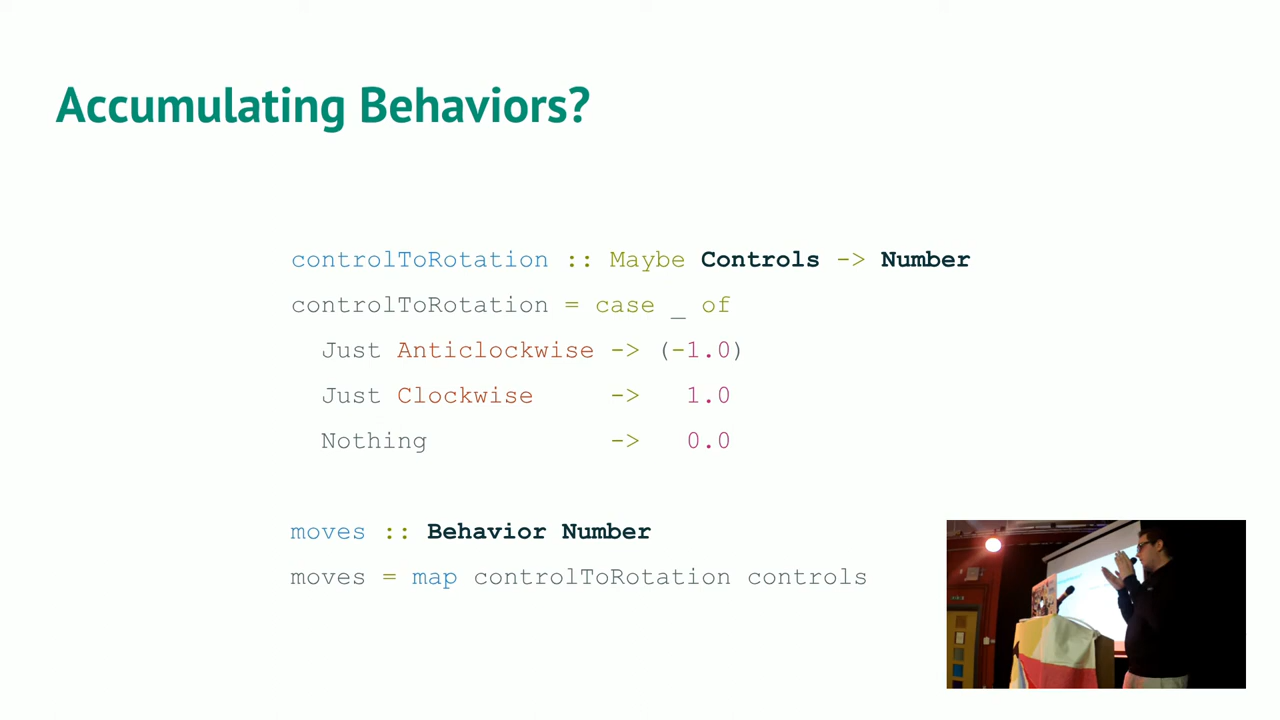 Accumulating Behaviors?
controlToRotation :: Maybe Controls -> Number
controlToRotation = case _ of
  Just Anticlockwise -> (-1.0)
  Just Clockwise     ->   1.0
  Nothing            ->   0.0
moves :: Behavior Number
moves = map controlToRotation controls